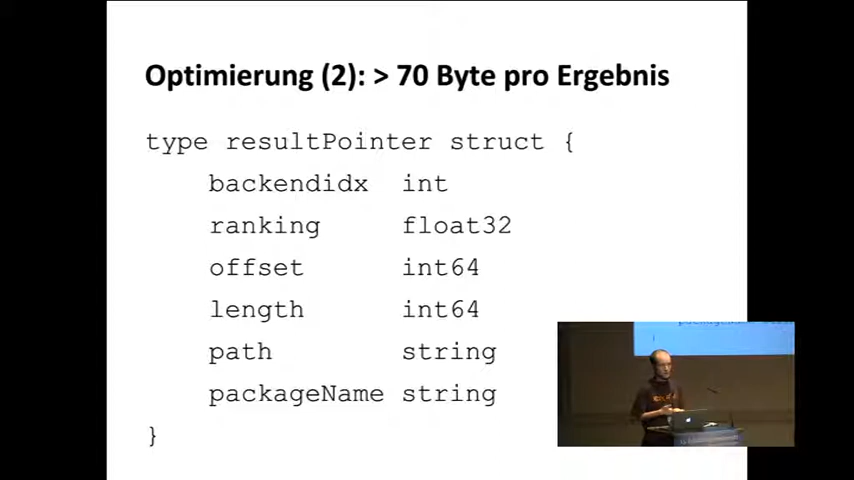 Optimierung (2): > 70 Byte pro Ergebnis
type resultPointer struct {
backendidx int
ranking float32
offset int64
length int64
path string
packageName string
}